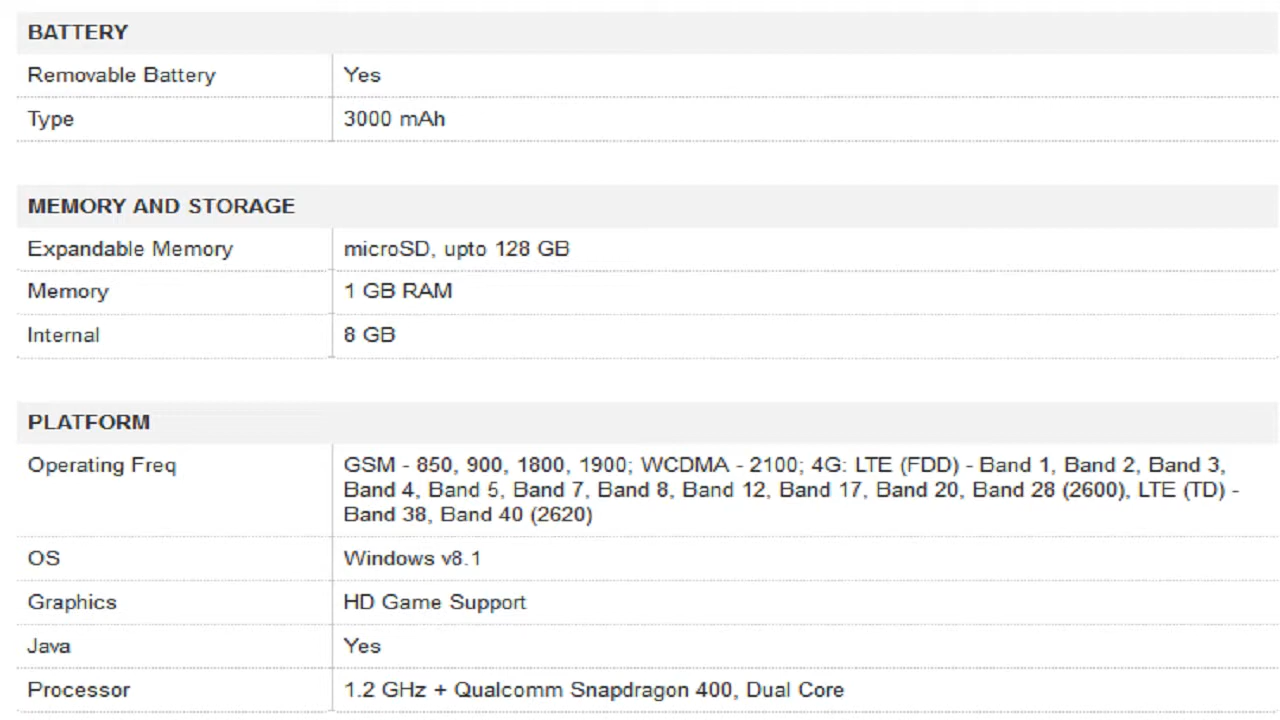 BATTERY
Removable Battery Yes
Type 3000 mAh
MEMORY AND STORAGE
Expandable Memory microSD, upto 128 GB
Memory 1 GB RAM
Internal 8 GB
PLATFORM
Operating Freq GSM - 850, 900, 1800, 1900; WCDMA - 2100; 4G: LTE (FDD) - Band 1, Band 2, Band 3,
Band 4, Band 5, Band 7, Band 8, Band 12, Band 17, Band 20, Band 28 (2600), LTE (TD) -
Band 38, Band 40 (2620)
OS Windows v8.1
Graphics HD Game Support
Java Yes
Processor 1.2 GHz + Qualcomm Snapdragon 400, Dual Core